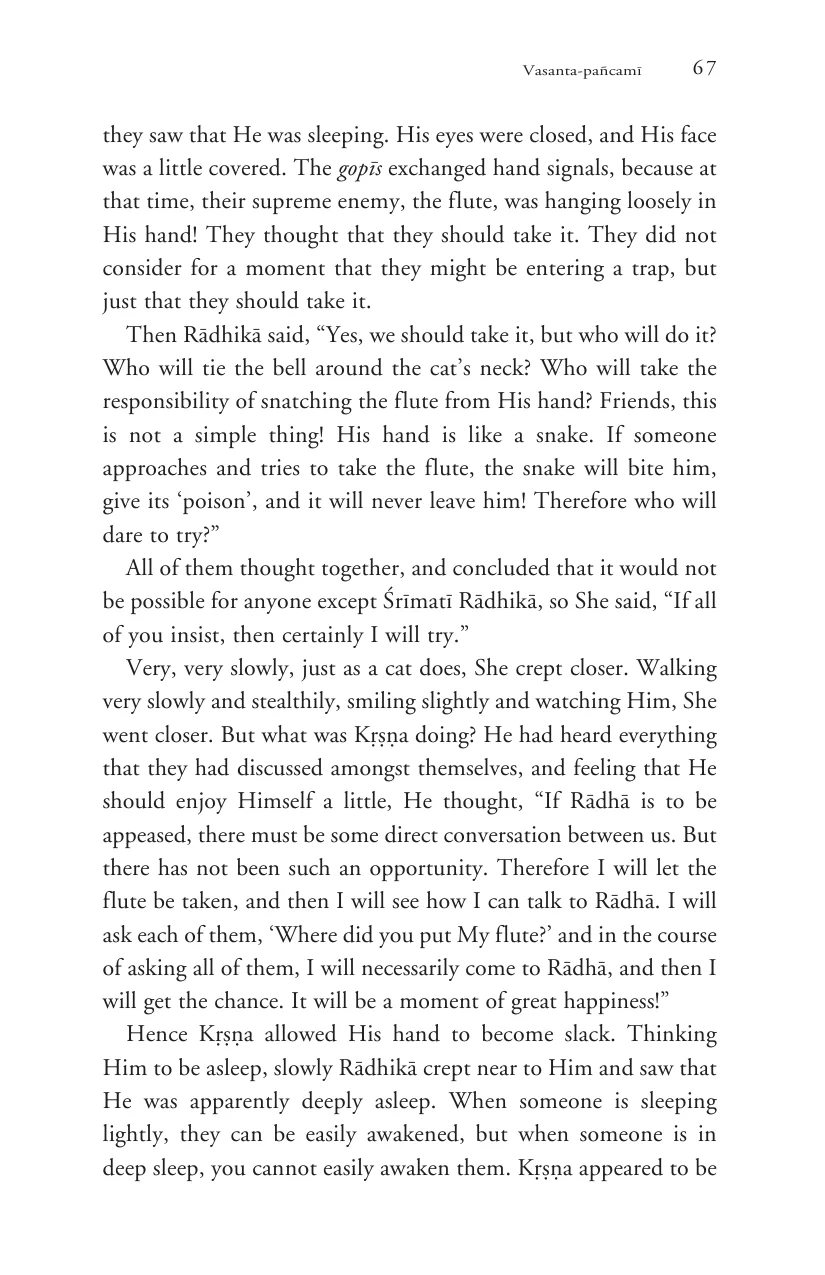 Vasanta-pañcamī 67
they saw that He was sleeping. His eyes were closed, and His face
was a little covered. The gopīs exchanged hand signals, because at
that time, their supreme enemy, the flute, was hanging loosely in
His hand! They thought that they should take it. They did not
consider for a moment that they might be entering a trap, but
just that they should take it.
Then Rādhikā said, “Yes, we should take it, but who will do it?
Who will tie the bell around the cat’s neck? Who will take the
responsibility of snatching the flute from His hand? Friends, this
is not a simple thing! His hand is like a snake. If someone
approaches and tries to take the flute, the snake will bite him,
give its ‘poison’, and it will never leave him! Therefore who will
dare to try?”
All of them thought together, and concluded that it would not
be possible for anyone except Śrīmatī Rādhikā, so She said, “If all
of you insist, then certainly I will try.”
Very, very slowly, just as a cat does, She crept closer. Walking
very slowly and stealthily, smiling slightly and watching Him, She
went closer. But what was Kṛṣṇa doing? He had heard everything
that they had discussed amongst themselves, and feeling that He
should enjoy Himself a little, He thought, “If Rādhā is to be
appeased, there must be some direct conversation between us. But
there has not been such an opportunity. Therefore I will let the
flute be taken, and then I will see how I can talk to Rādhā. I will
ask each of them, ‘Where did you put My flute?’ and in the course
of asking all of them, I will necessarily come to Rādhā, and then I
will get the chance. It will be a moment of great happiness!”
Hence Kṛṣṇa allowed His hand to become slack. Thinking
Him to be asleep, slowly Rādhikā crept near to Him and saw that
He was apparently deeply asleep. When someone is sleeping
lightly, they can be easily awakened, but when someone is in
deep sleep, you cannot easily awaken them. Kṛṣṇa appeared to be